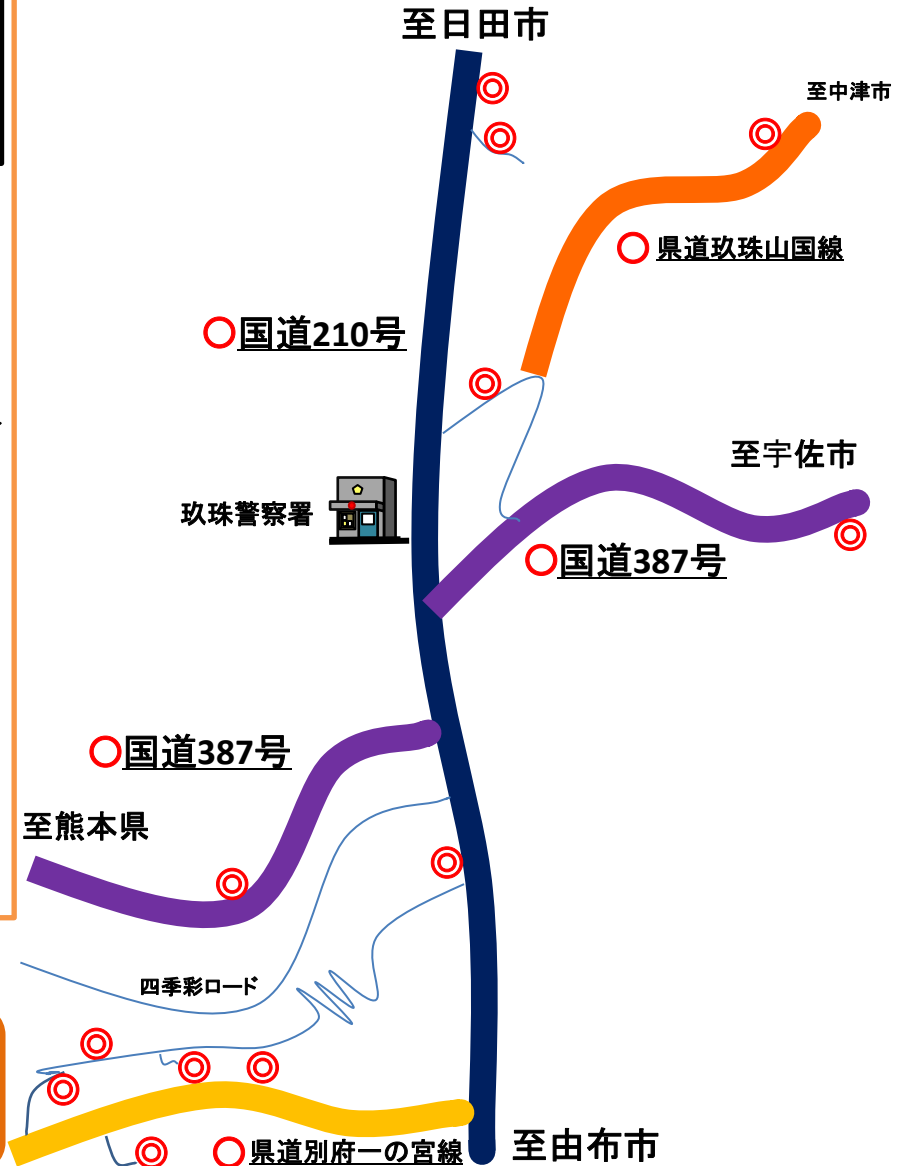 至日田市
至中津市
○ 県道玖珠山国線
○国道210号
至宇佐市
玖珠警察署
○国道387号
○国道387号
至熊本県
四季彩ロード
○県道別府一の宮線
至由布市